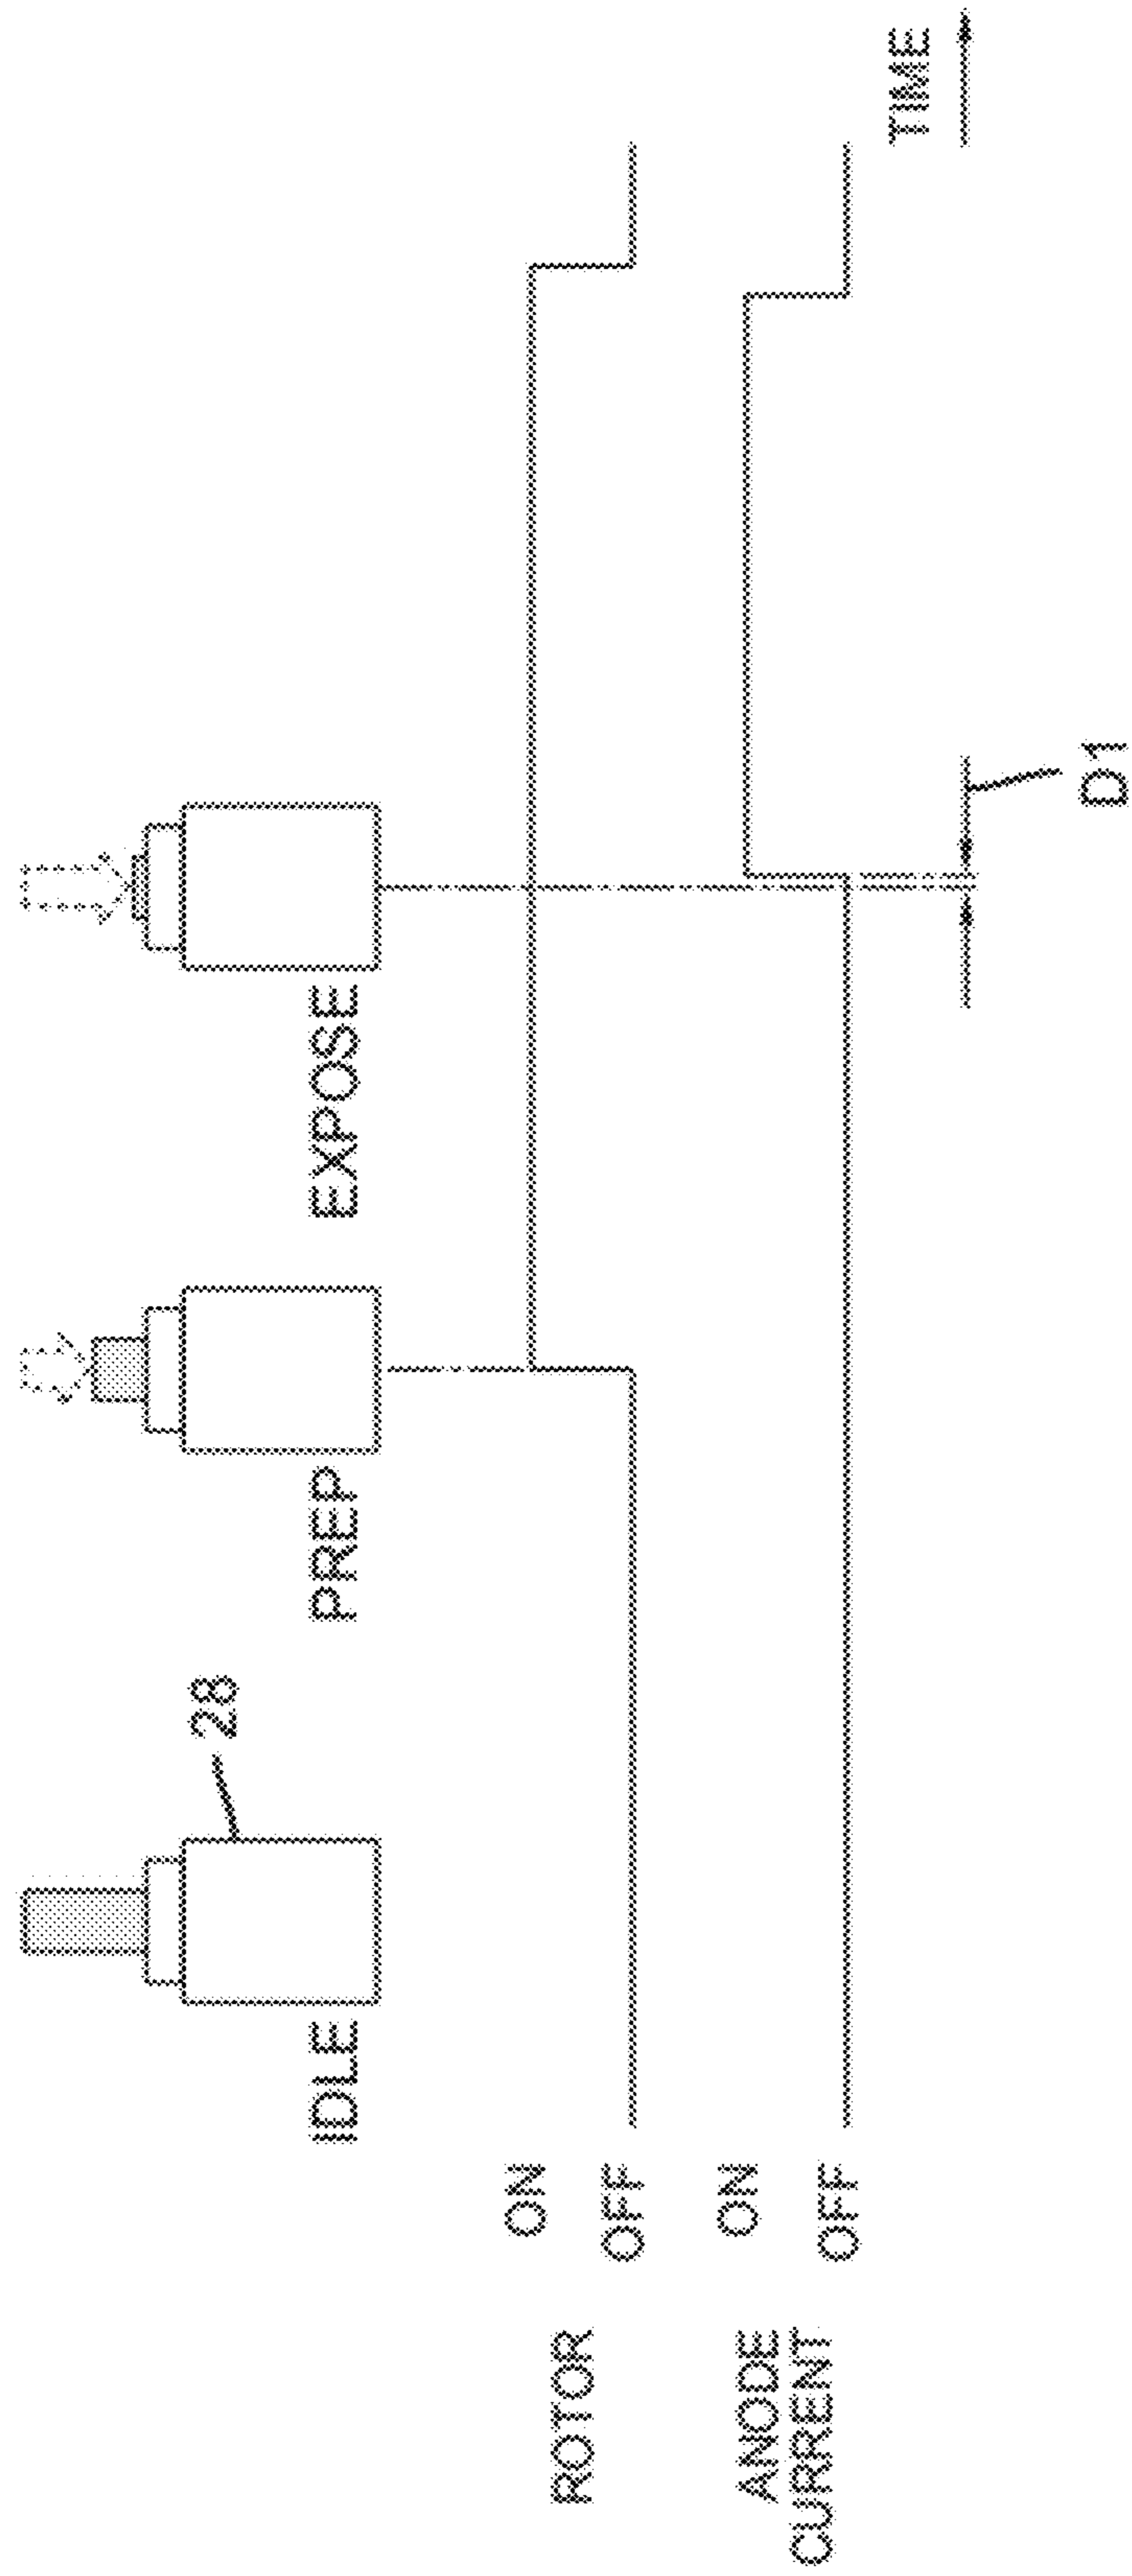 28
IDLE
PREP
EXPOSE
ROTOR
ON
OFF
ANODE
CURRENT
ON
OFF
TIME
D1